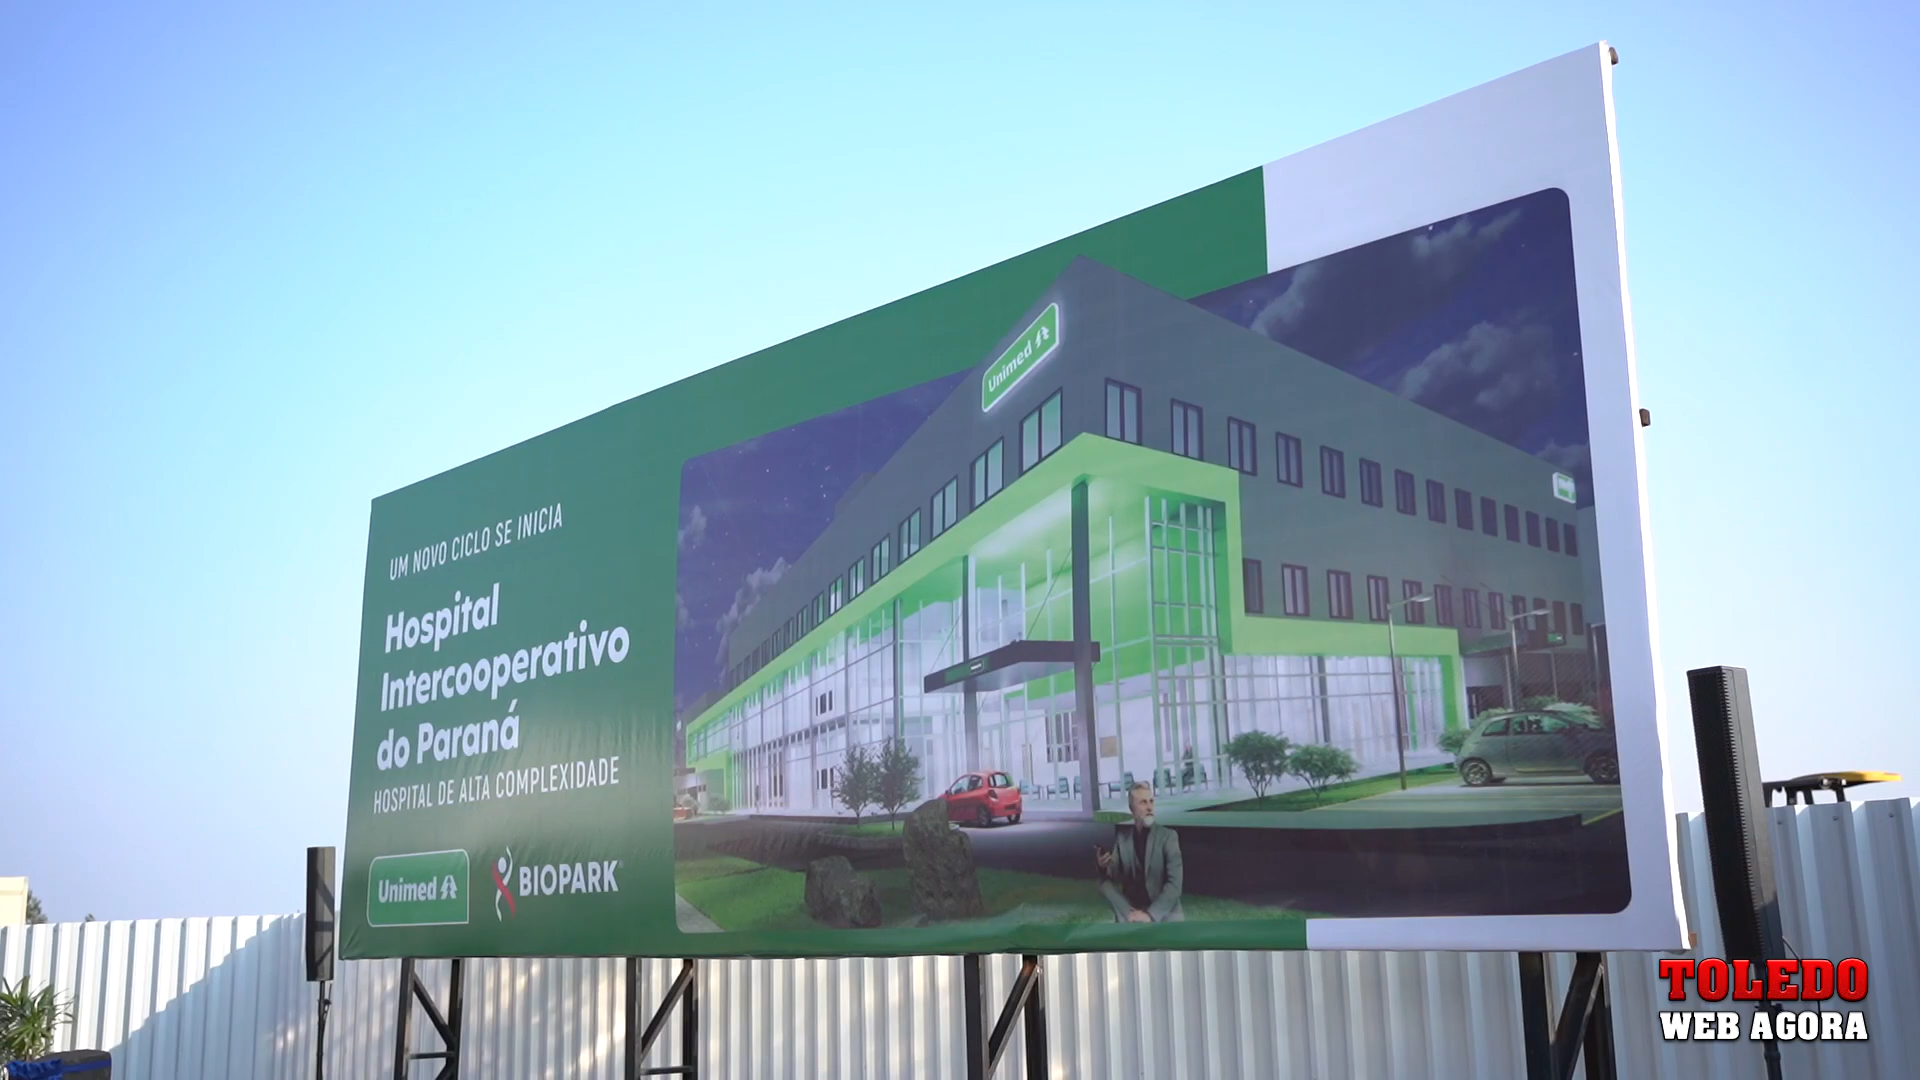 UM NOVO CICLO SE INICIA
Hospital
Intercooperativo
do Paraná
HOSPITAL DE ALTA COMPLEXIDADE
Unimed
BIOPARK
Unimed
TOLEDO
WEB AGORA